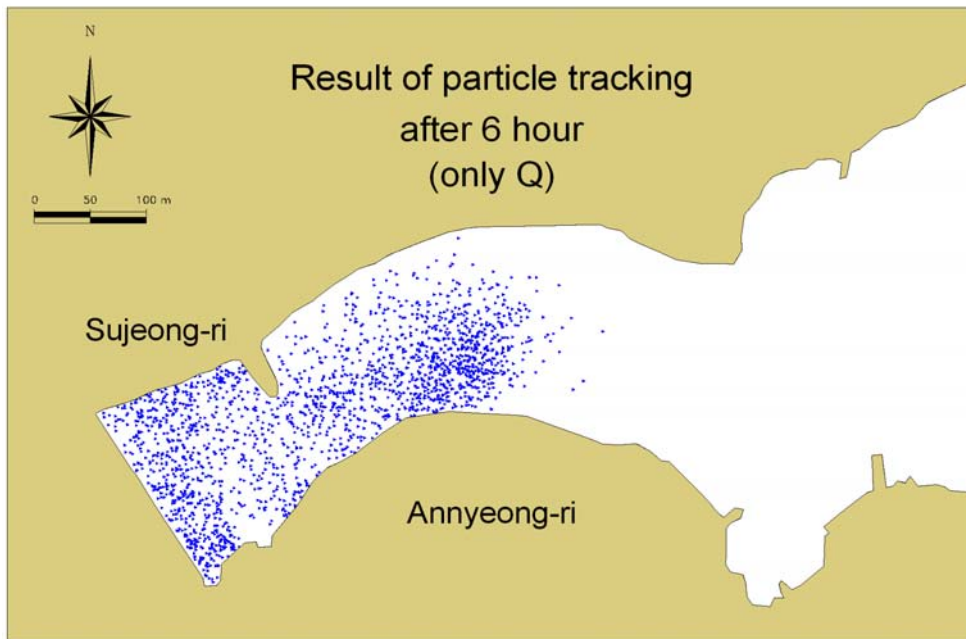 N
Result of particle tracking
after 6 hour
(only Q)
0 50 100 m
Sujeong-ri
Annyeong-ri